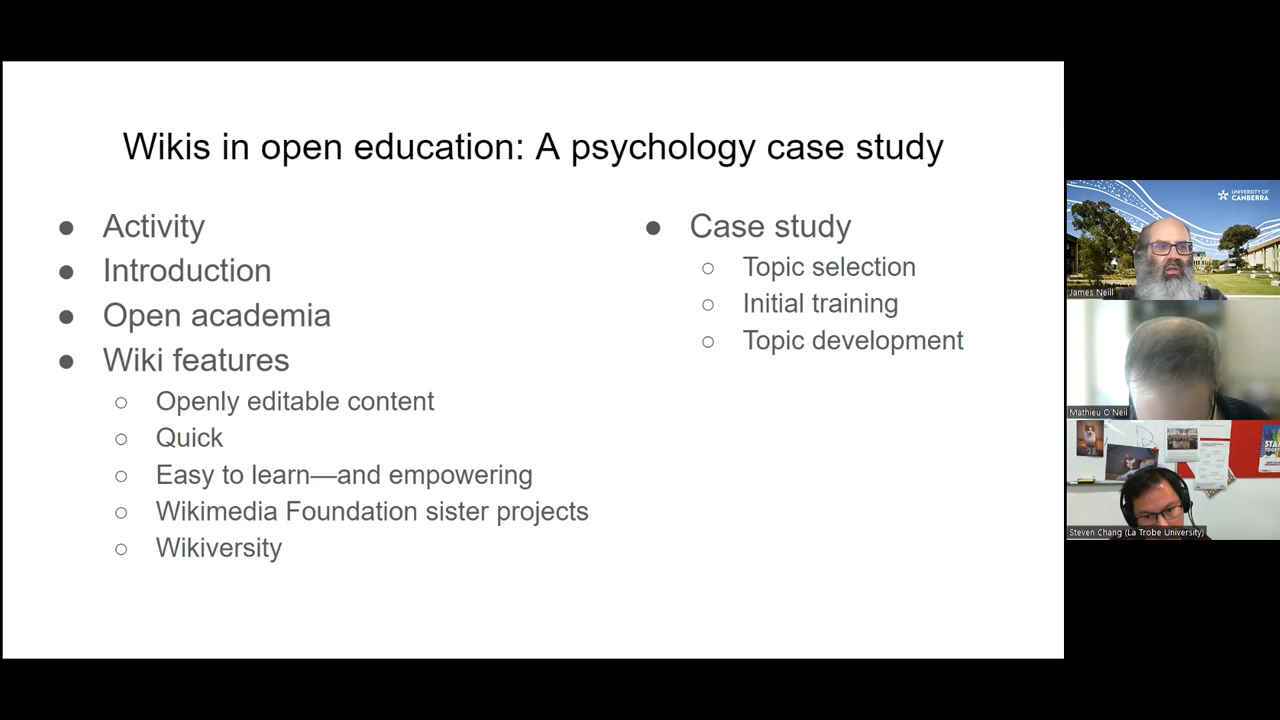 Wikis in open education: A psychology case study
● Activity
● Introduction
● Open academia
● Wiki features
○ Openly editable content
○ Quick
○ Easy to learn—and empowering
○ Wikimedia Foundation sister projects
○ Wikiversity
● Case study
○ Topic selection
○ Initial training
○ Topic development
UNIVERSITY OF
CANBERRA
James Neill
Mathieu O Neil
Steven Chang (La Trobe University)